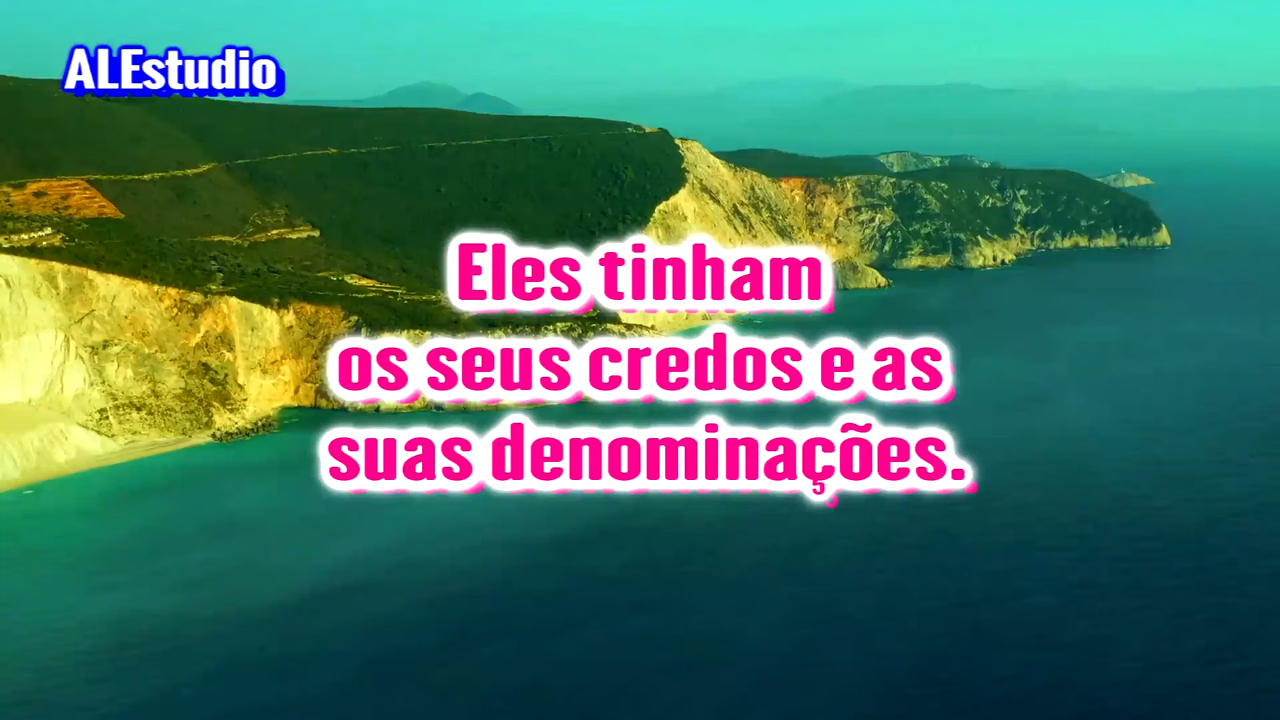 ALEstudio
Eles tinham
os seus credos e as
suas denominações.